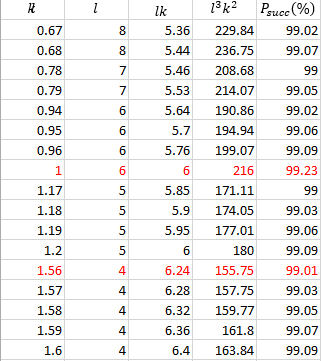 k l lk l³k² Psucc(%)
0.67 8 5.36 229.84 99.02
0.68 8 5.44 236.75 99.07
0.78 7 5.46 208.68 99
0.79 7 5.53 214.07 99.05
0.94 6 5.64 190.86 99.02
0.95 6 5.7 194.94 99.06
0.96 6 5.76 199.07 99.09
1 6 6 216 99.23
1.17 5 5.85 171.11 99
1.18 5 5.9 174.05 99.03
1.19 5 5.95 177.01 99.06
1.2 5 6 180 99.09
1.56 4 6.24 155.75 99.01
1.57 4 6.28 157.75 99.03
1.58 4 6.32 159.77 99.05
1.59 4 6.36 161.8 99.07
1.6 4 6.4 163.84 99.09